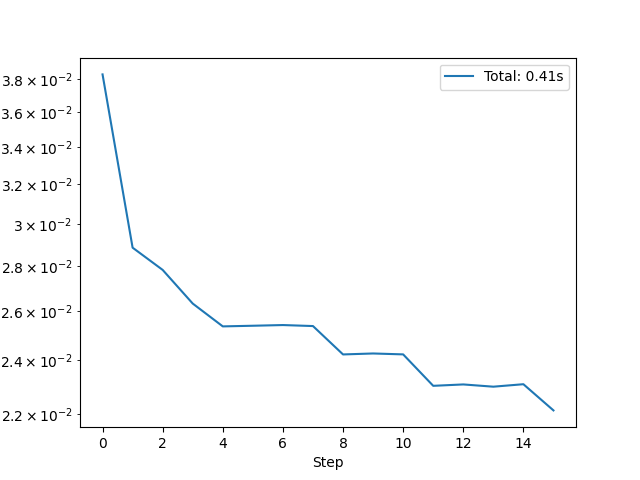 Total: 0.41s
3.8 × 10⁻²
3.6 × 10⁻²
3.4 × 10⁻²
3.2 × 10⁻²
3 × 10⁻²
2.8 × 10⁻²
2.6 × 10⁻²
2.4 × 10⁻²
2.2 × 10⁻²
0 2 4 6 8 10 12 14
Step